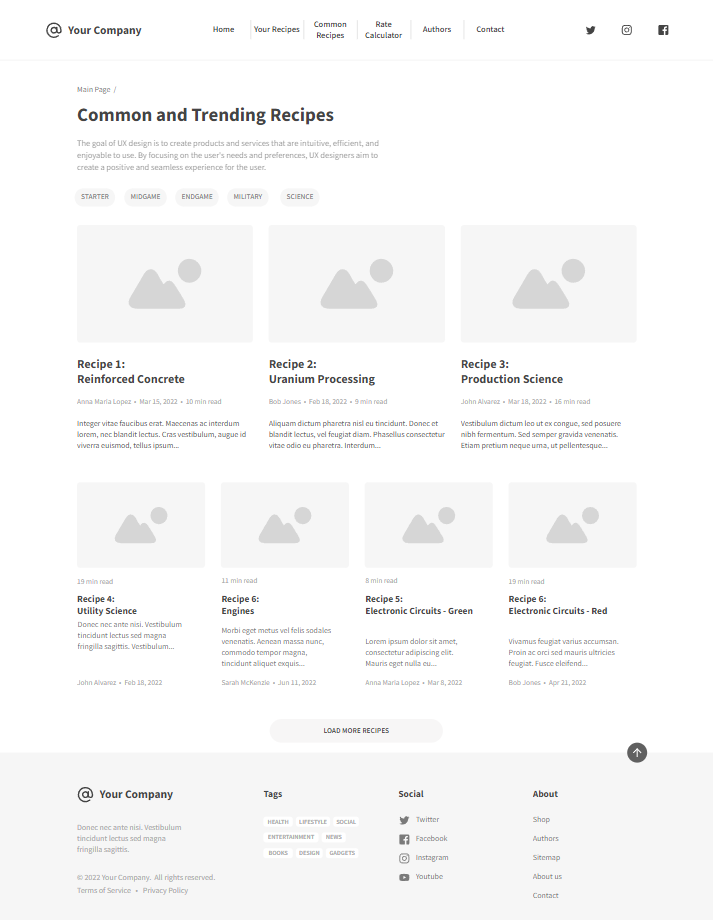 Your Company
Home
Your Recipes
Common
Recipes
Rate
Calculator
Authors
Contact
Main Page /
Common and Trending Recipes
The goal of UX design is to create products and services that are intuitive, efficient, and
enjoyable to use. By focusing on the user's needs and preferences, UX designers aim to
create a positive and seamless experience for the user.
STARTER
MIDGAME
ENDGAME
MILITARY
SCIENCE
Recipe 1:
Reinforced Concrete
Anna Maria Lopez • Mar 15, 2022 • 10 min read
Integer vitae faucibus erat. Maecenas ac interdum
lorem, nec blandit lectus. Cras vestibulum, augue id
viverra euismod, tellus ipsum...
Recipe 2:
Uranium Processing
Bob Jones • Feb 18, 2022 • 9 min read
Aliquam dictum pharetra nisl eu tincidunt. Donec et
blandit lectus, vel feugiat diam. Phasellus consectetur
vitae odio eu pharetra. Interdum...
Recipe 3:
Production Science
John Alvarez • Mar 18, 2022 • 16 min read
Vestibulum dictum leo ut ex congue, sed posuere
nibh fermentum. Sed semper gravida venenatis.
Etiam pretium neque urna, ut pellentesque...
19 min read
Recipe 4:
Utility Science
Donec nec ante nisi. Vestibulum
tincidunt lectus sed magna
fringilla sagittis. Vestibulum...
John Alvarez • Feb 18, 2022
11 min read
Recipe 6:
Engines
Morbi eget metus vel felis sodales
venenatis. Aenean massa nunc,
commodo tempor magna,
tincidunt aliquet exquis...
Sarah McKenzie • Jun 11, 2022
8 min read
Recipe 5:
Electronic Circuits - Green
Lorem ipsum dolor sit amet,
consectetur adipiscing elit.
Mauris eget nulla eu...
Anna Maria Lopez • Mar 8, 2022
19 min read
Recipe 6:
Electronic Circuits - Red
Vivamus feugiat varius accumsan.
Proin ac orci sed mauris ultricies
feugiat. Fusce eleifend...
Bob Jones • Apr 21, 2022
LOAD MORE RECIPES
Your Company
Donec nec ante nisi. Vestibulum
tincidunt lectus sed magna
fringilla sagittis.
© 2022 Your Company. All rights reserved.
Terms of Service • Privacy Policy
Tags
HEALTH LIFESTYLE SOCIAL
ENTERTAINMENT NEWS
BOOKS DESIGN GADGETS
Social
Twitter
Facebook
Instagram
Youtube
About
Shop
Authors
Sitemap
About us
Contact